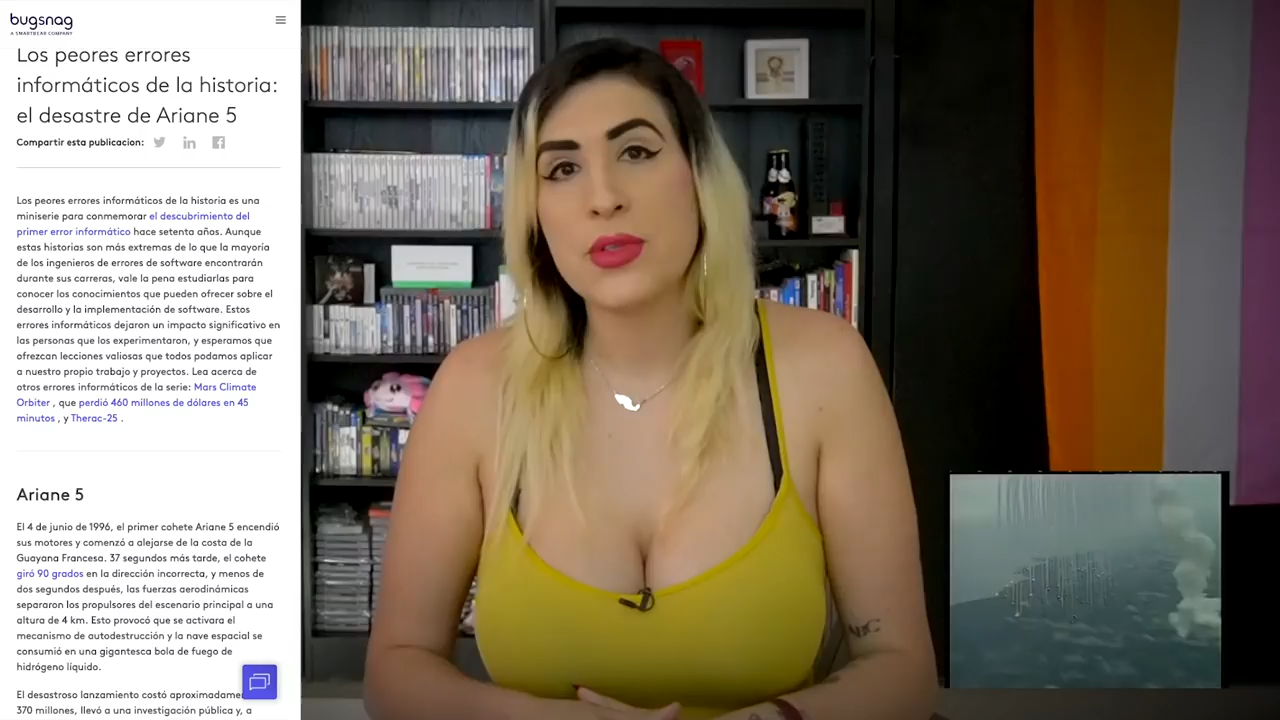 bugsnag
A SMARTBEAR COMPANY
Los peores errores
informáticos de la historia:
el desastre de Ariane 5
Compartir esta publicacion:
Los peores errores informáticos de la historia es una
miniserie para conmemorar el descubrimiento del
primer error informático hace setenta años. Aunque
estas historias son más extremas de lo que la mayoría
de los ingenieros de errores de software encontrarán
durante sus carreras, vale la pena estudiarlas para
conocer los conocimientos que pueden ofrecer sobre el
desarrollo y la implementación de software. Estos
errores informáticos dejaron un impacto significativo en
las personas que los experimentaron, y esperamos que
ofrezcan lecciones valiosas que todos podamos aplicar
a nuestro propio trabajo y proyectos. Lea acerca de
otros errores informáticos de la serie: Mars Climate
Orbiter , que perdió 460 millones de dólares en 45
minutos , y Therac-25 .
Ariane 5
El 4 de junio de 1996, el primer cohete Ariane 5 encendió
sus motores y comenzó a alejarse de la costa de la
Guayana Francesa. 37 segundos más tarde, el cohete
giró 90 grados en la dirección incorrecta, y menos de
dos segundos después, las fuerzas aerodinámicas
separaron los propulsores del escenario principal a una
altura de 4 km. Esto provocó que se activara el
mecanismo de autodestrucción y la nave espacial se
consumió en una gigantesca bola de fuego de
hidrógeno líquido.
El desastroso lanzamiento costó
370 millones, llevó a una investigación pública y, a